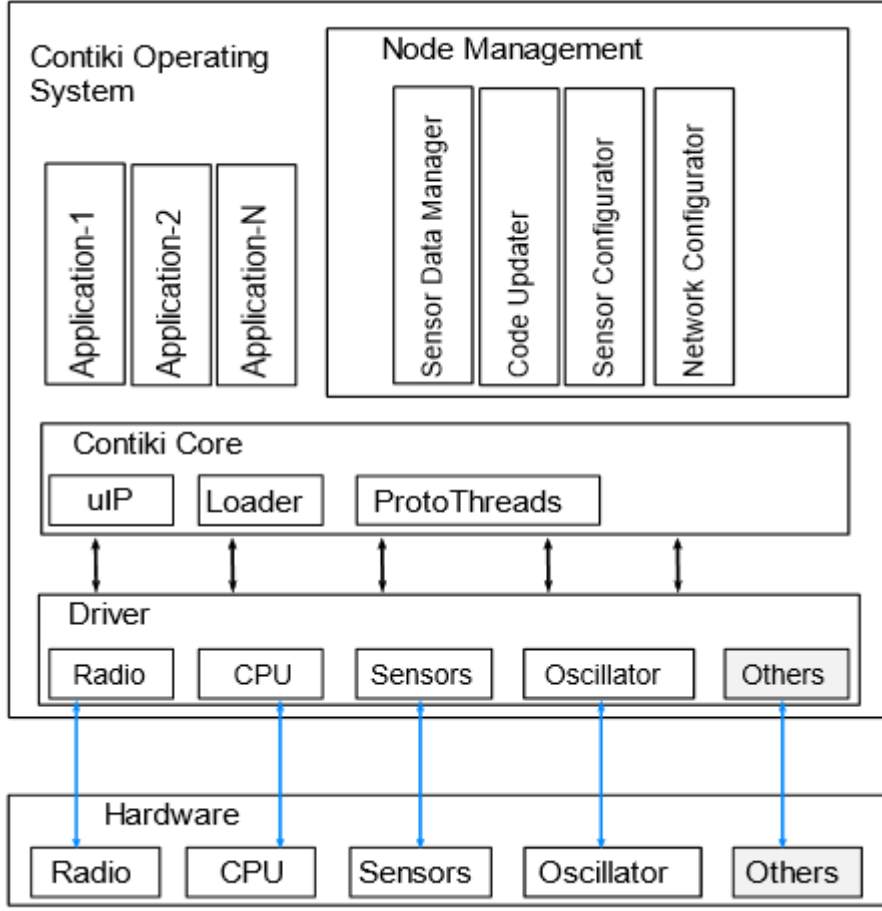 Contiki Operating
System
Node Management
Application-1
Application-2
Application-N
Sensor Data Manager
Code Updater
Sensor Configurator
Network Configurator
Contiki Core
uIP
Loader
ProtoThreads
Driver
Radio
CPU
Sensors
Oscillator
Others
Hardware
Radio
CPU
Sensors
Oscillator
Others